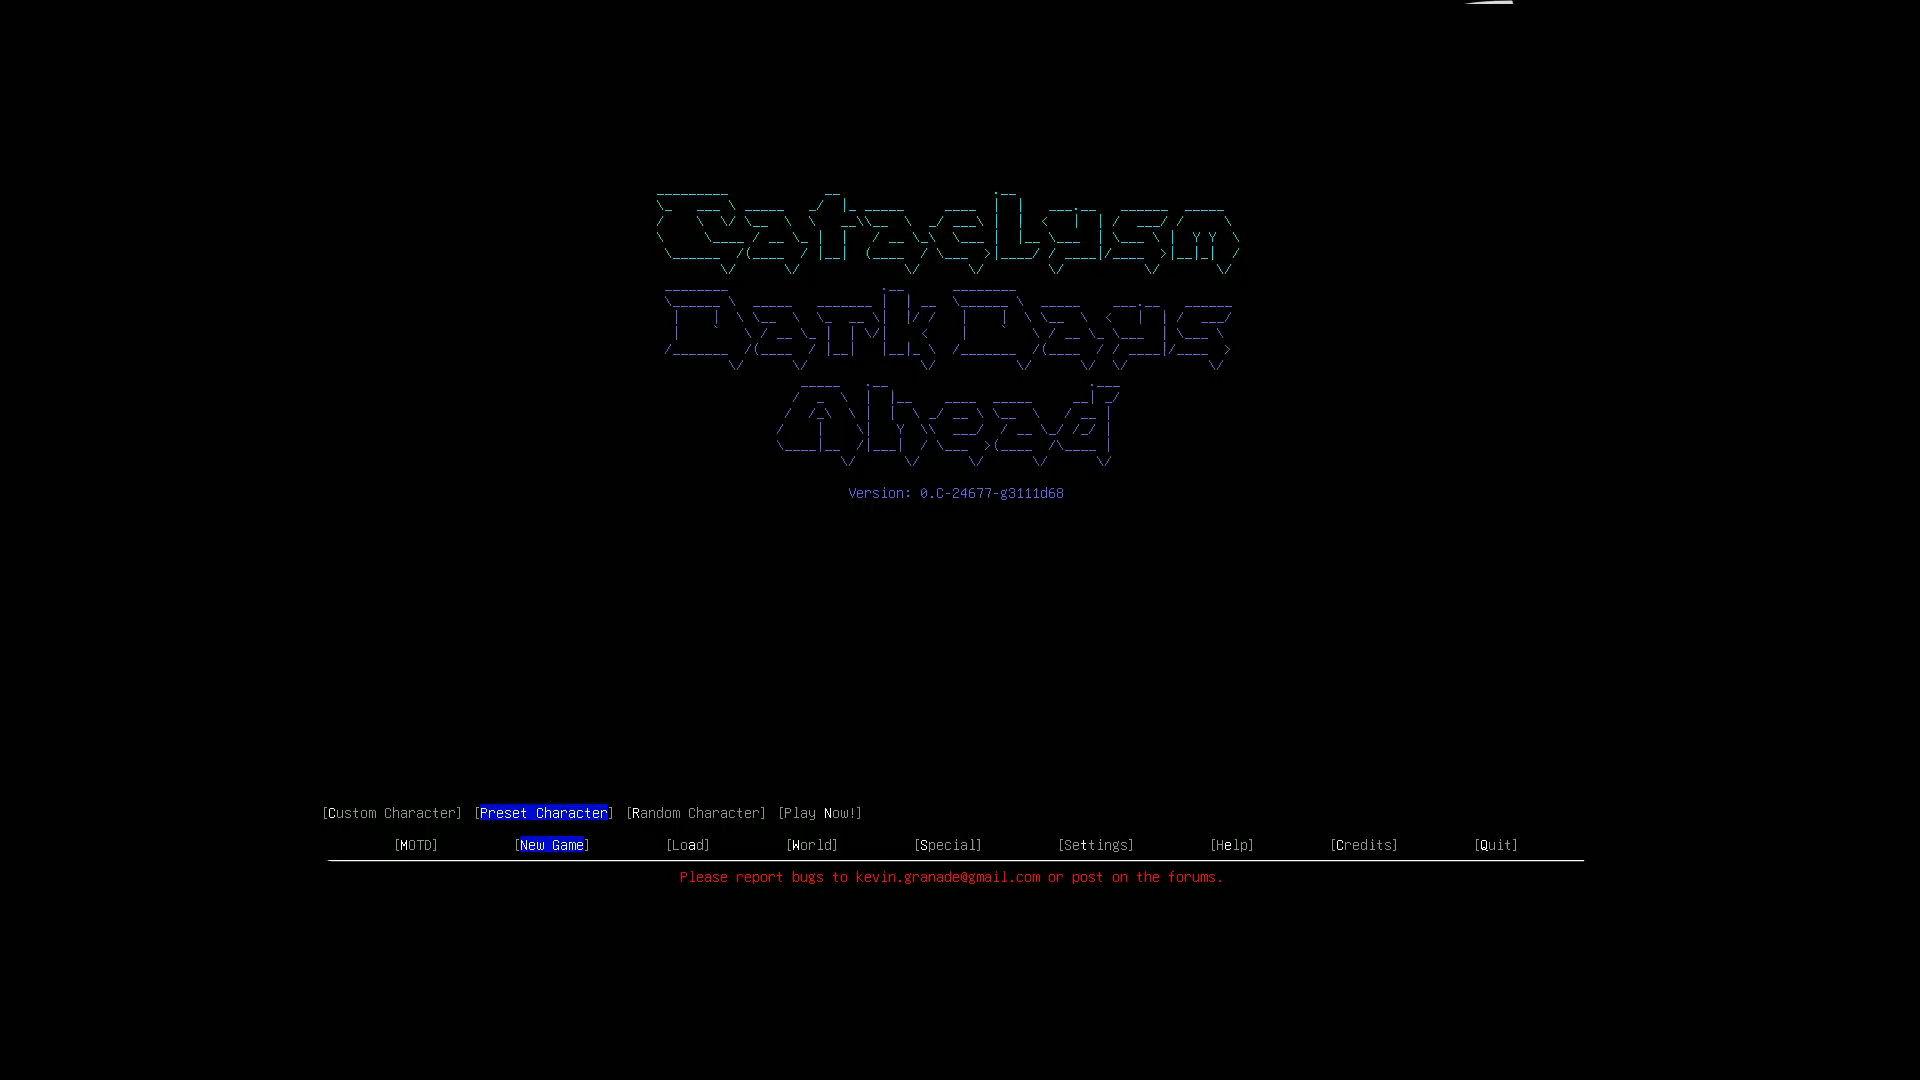 Cataclysm
Dark Days
Ahead
Version: 0.C-24677-g3111d68
[Custom Character] [Preset Character] [Random Character] [Play Now!]
[MOTD] [New Game] [Load] [World] [Special] [Settings] [Help] [Credits] [Quit]
Please report bugs to kevin.granade@gmail.com or post on the forums.